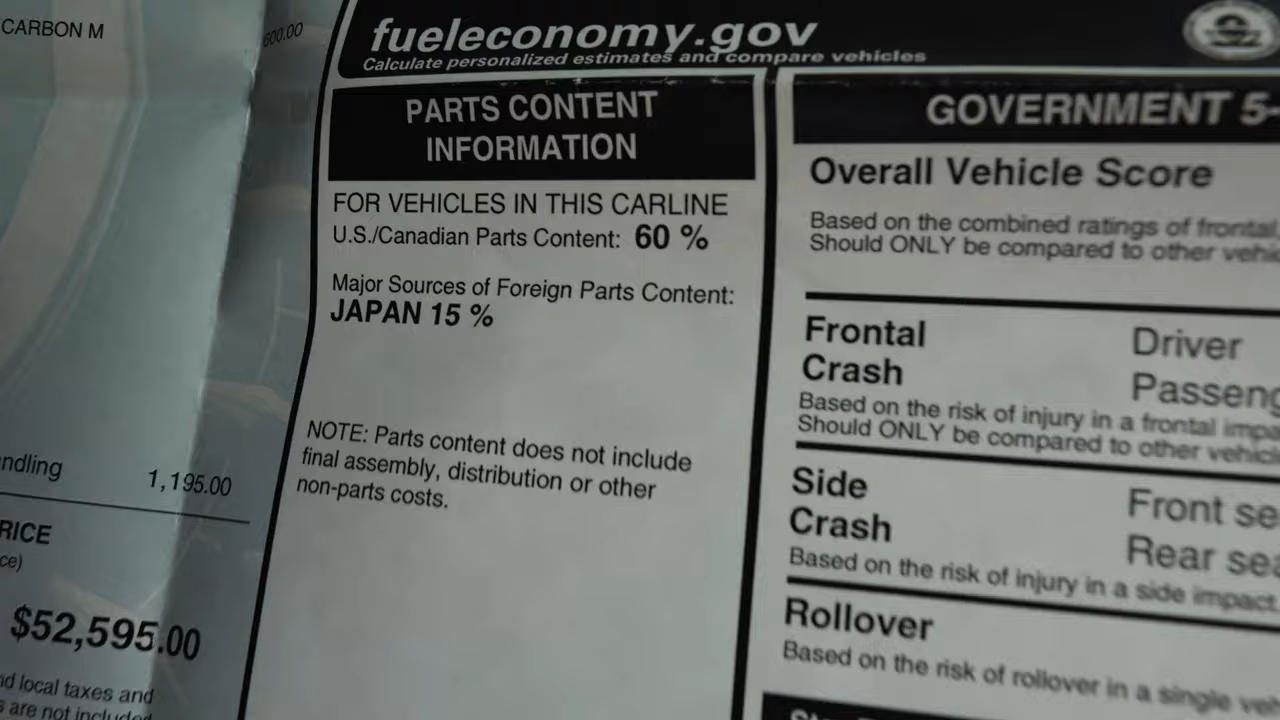 CARBON M
600.00
ndling 1,195.00
RICE
ce)
$52,595.00
nd local taxes and
s are not included
fueleconomy.gov
Calculate personalized estimates and compare vehicles
PARTS CONTENT
INFORMATION
FOR VEHICLES IN THIS CARLINE
U.S./Canadian Parts Content: 60 %
Major Sources of Foreign Parts Content:
JAPAN 15 %
NOTE: Parts content does not include
final assembly, distribution or other
non-parts costs.
GOVERNMENT 5-
Overall Vehicle Score
Based on the combined ratings of frontal,
Should ONLY be compared to other vehic
Frontal Driver
Crash Passeng
Based on the risk of injury in a frontal impa
Should ONLY be compared to other vehicl
Side Front se
Crash Rear sea
Based on the risk of injury in a side impact.
Rollover
Based on the risk of rollover in a single veh